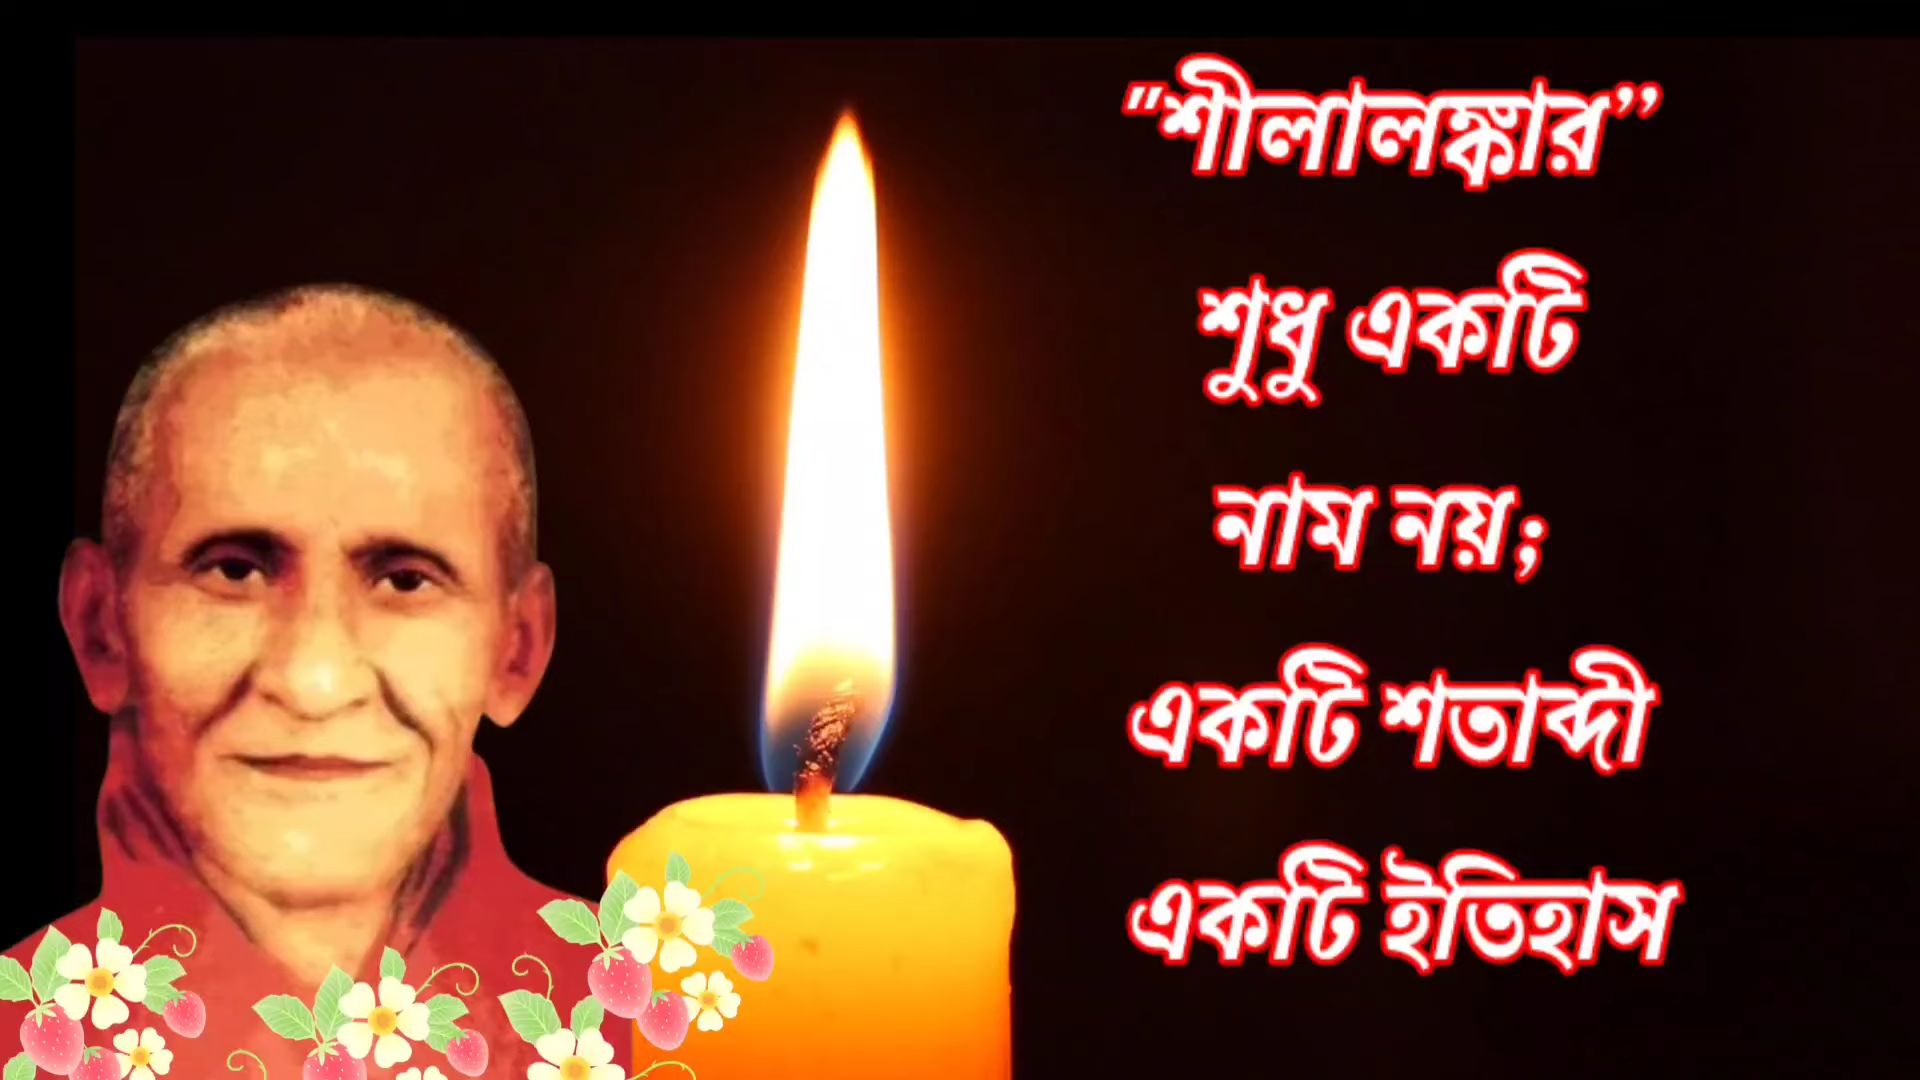 "শীলালঙ্কার’’
শুধু একটি
নাম নয়;
একটি শতাব্দী
একটি ইতিহাস